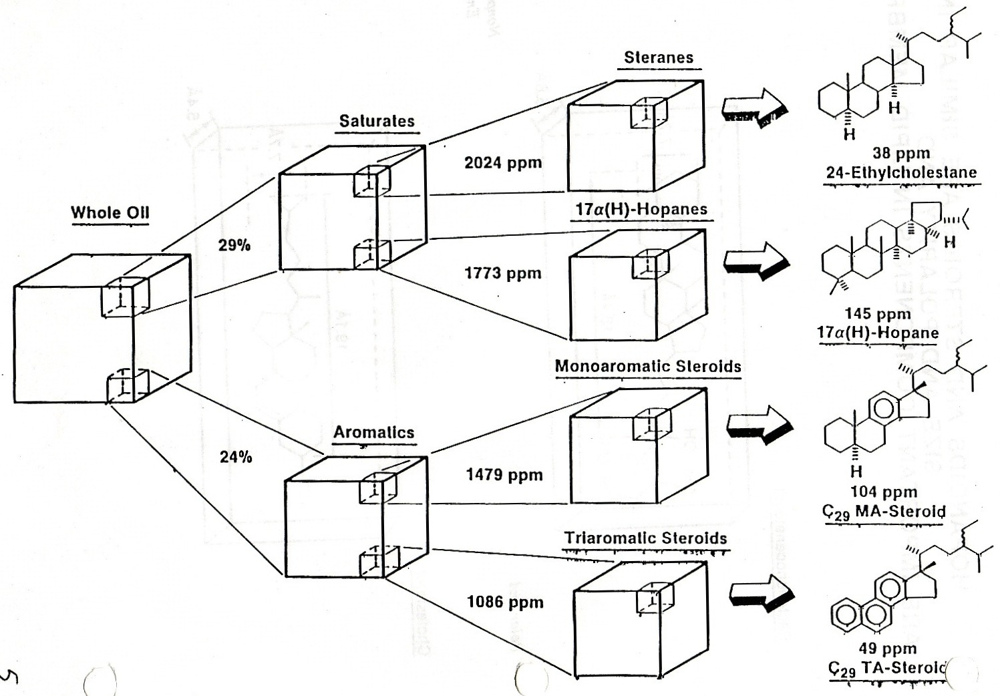 Steranes
Saturates
2024 ppm
38 ppm
24-Ethylcholestane
H
H
Whole Oil
29%
17α(H)-Hopanes
1773 ppm
H
145 ppm
17α(H)-Hopane
Monoaromatic Steroids
Aromatics
24%
1479 ppm
H
104 ppm
C29 MA-Steroid
Triaromatic Steroids
1086 ppm
49 ppm
C29 TA-Steroid
5